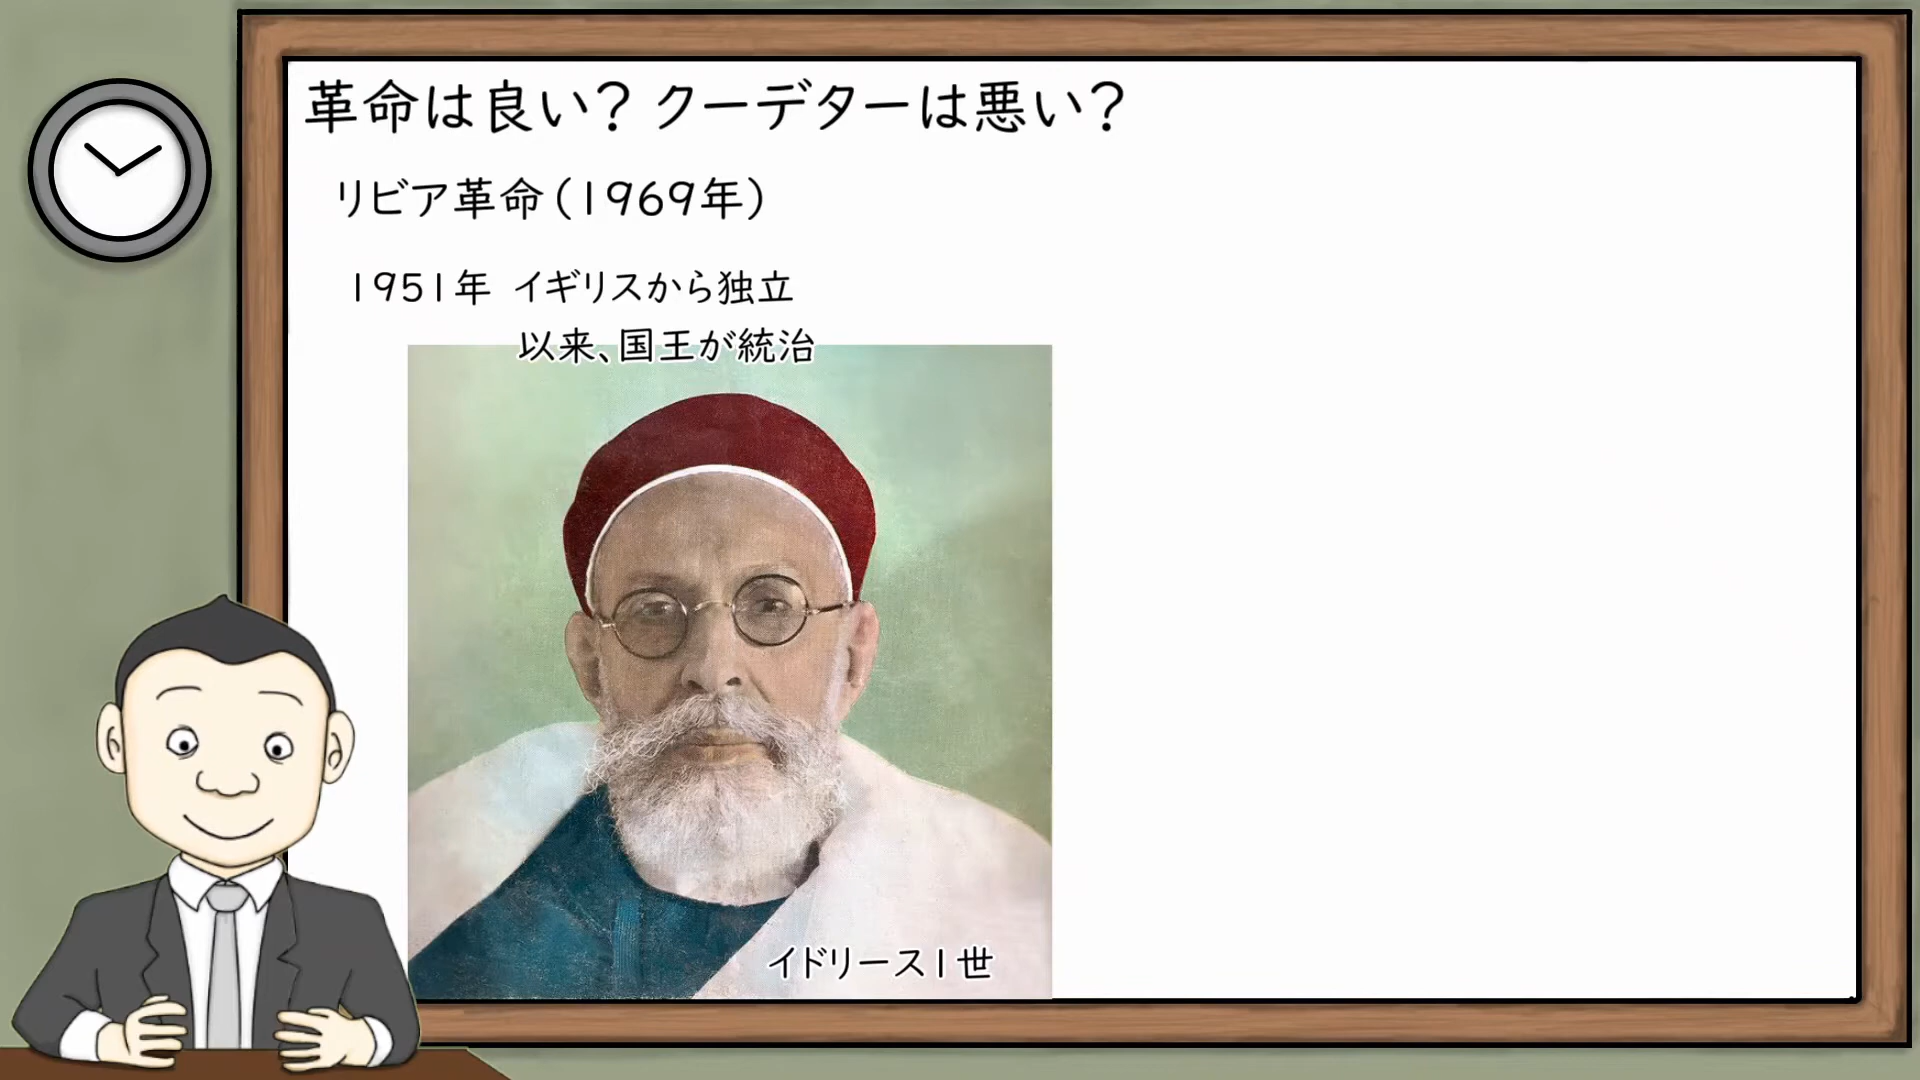 革命は良い? クーデターは悪い?
リビア革命(1969年)
1951年 イギリスから独立
以来、国王が統治
イドリース1世